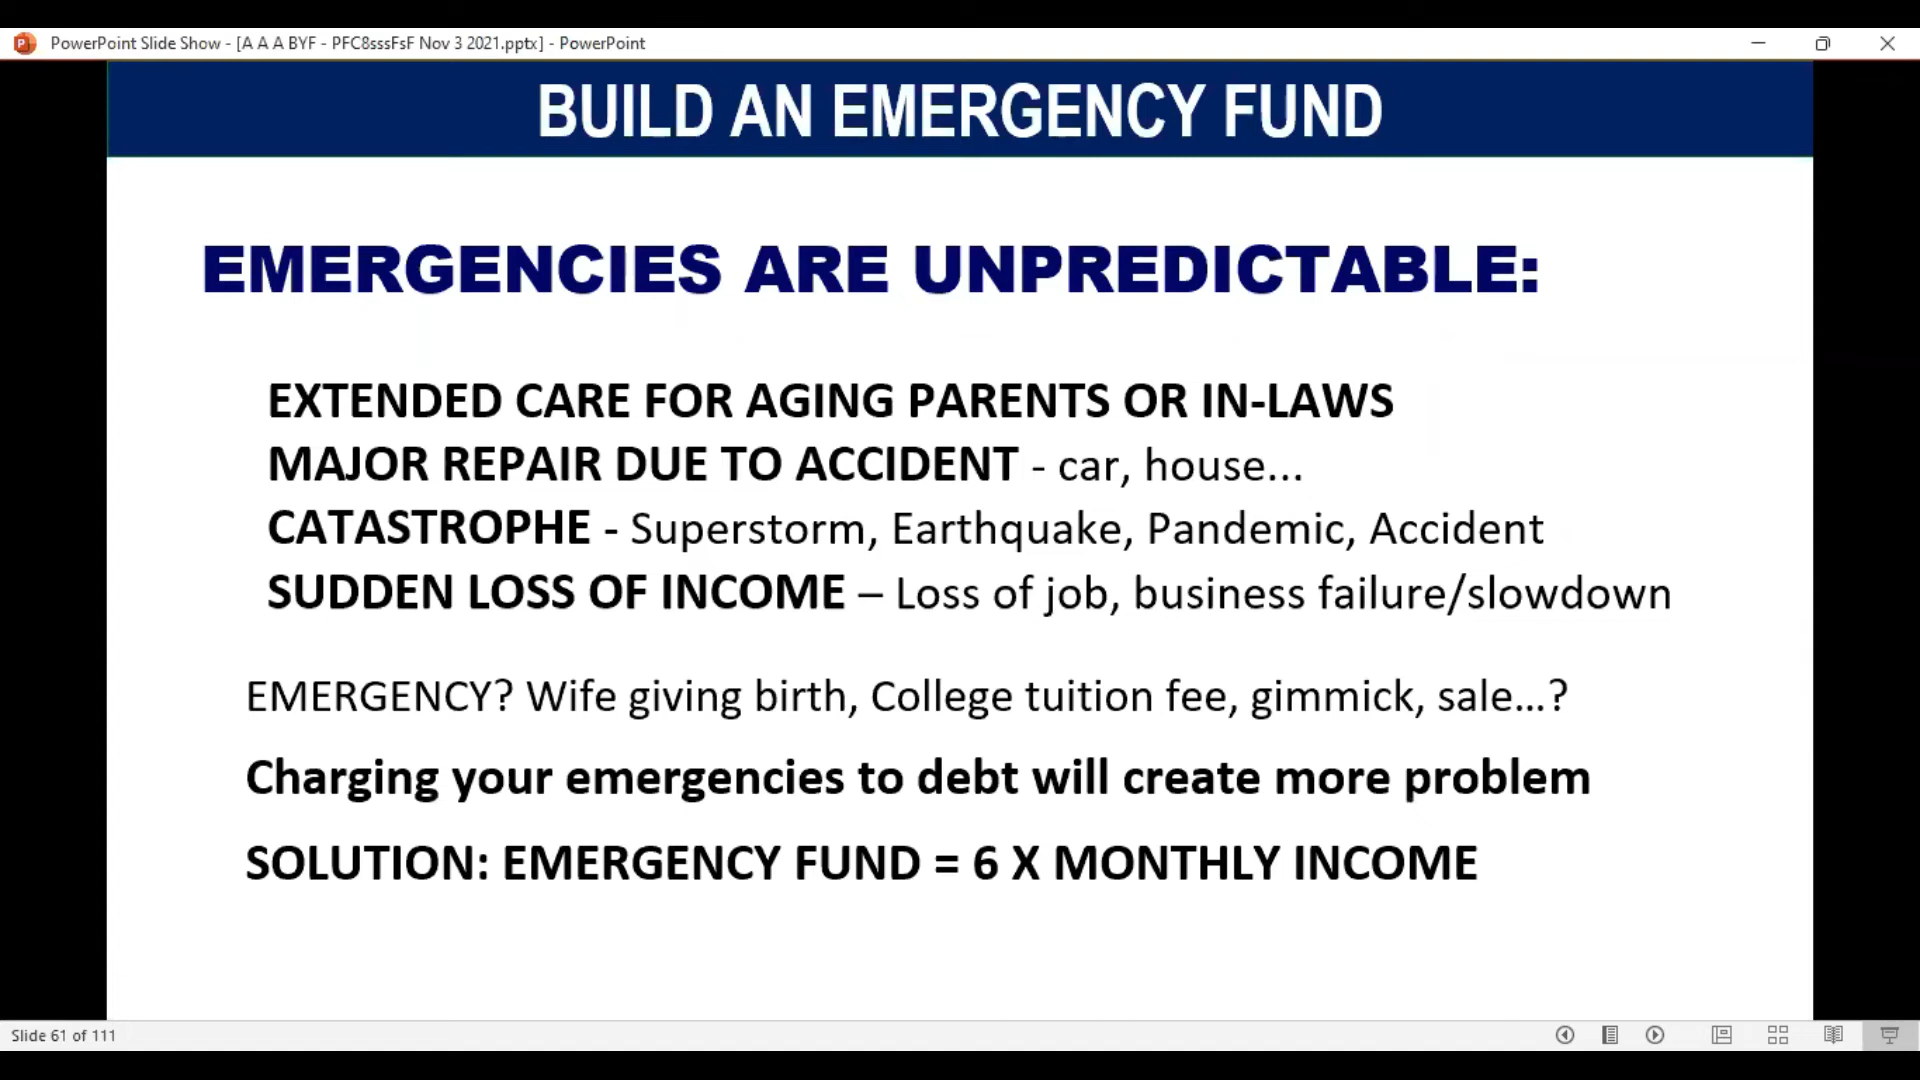 PowerPoint Slide Show - [A A A BYF - PFC8sssFsF Nov 3 2021.pptx] - PowerPoint
BUILD AN EMERGENCY FUND
EMERGENCIES ARE UNPREDICTABLE:
EXTENDED CARE FOR AGING PARENTS OR IN-LAWS
MAJOR REPAIR DUE TO ACCIDENT - car, house...
CATASTROPHE - Superstorm, Earthquake, Pandemic, Accident
SUDDEN LOSS OF INCOME – Loss of job, business failure/slowdown
EMERGENCY? Wife giving birth, College tuition fee, gimmick, sale…?
Charging your emergencies to debt will create more problem
SOLUTION: EMERGENCY FUND = 6 X MONTHLY INCOME
Slide 61 of 111